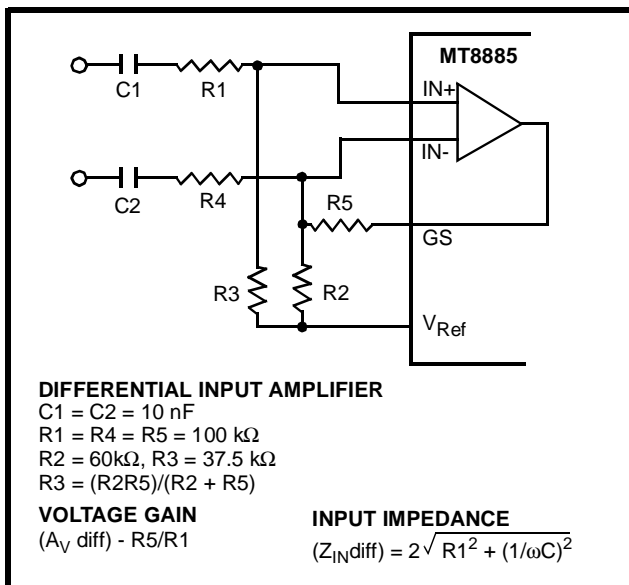 MT8885
C1
R1
IN+
IN-
C2
R4
R5
GS
R3
R2
VRef
DIFFERENTIAL INPUT AMPLIFIER
C1 = C2 = 10 nF
R1 = R4 = R5 = 100 kΩ
R2 = 60kΩ, R3 = 37.5 kΩ
R3 = (R2R5)/(R2 + R5)
VOLTAGE GAIN
(AV diff) - R5/R1
INPUT IMPEDANCE
(ZINdiff) = 2√R1² + (1/ωC)²